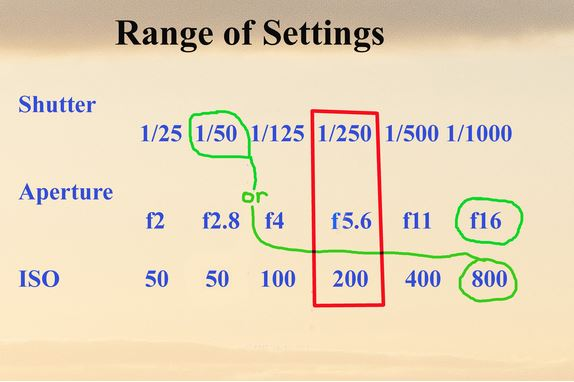 Range of Settings
Shutter
1/25 1/50 1/125 1/250 1/500 1/1000
Aperture
or
f2 f2.8 f4 f5.6 f11 f16
ISO 50 50 100 200 400 800